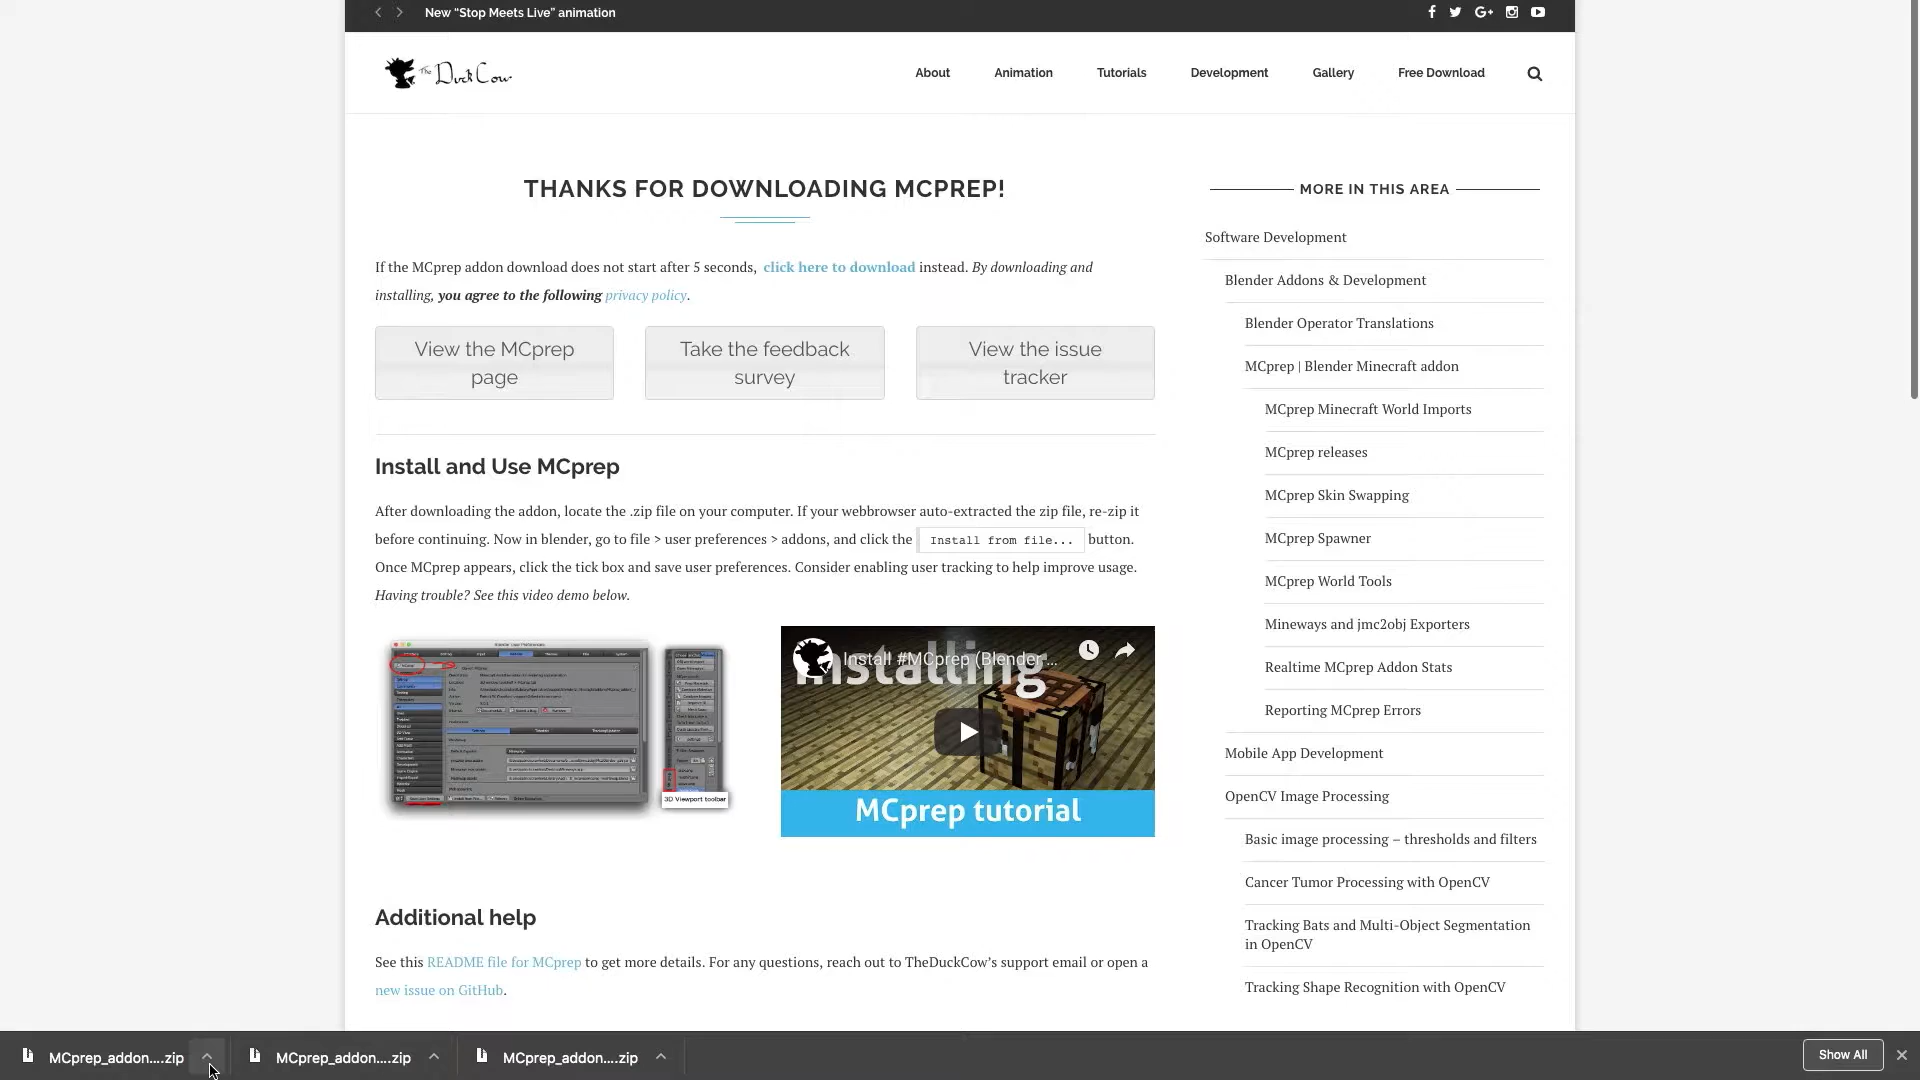 New “Stop Meets Live” animation
The DuckCow
About
Animation
Tutorials
Development
Gallery
Free Download
THANKS FOR DOWNLOADING MCPREP!
If the MCprep addon download does not start after 5 seconds, click here to download instead. By downloading and
installing, you agree to the following privacy policy.
View the MCprep
page
Take the feedback
survey
View the issue
tracker
Install and Use MCprep
After downloading the addon, locate the .zip file on your computer. If your webbrowser auto-extracted the zip file, re-zip it
before continuing. Now in blender, go to file > user preferences > addons, and click the Install from file... button.
Once MCprep appears, click the tick box and save user preferences. Consider enabling user tracking to help improve usage.
Having trouble? See this video demo below.
3D Viewport toolbar
Install #MCprep (Blender ...
Installing
MCprep tutorial
Additional help
See this README file for MCprep to get more details. For any questions, reach out to TheDuckCow’s support email or open a
new issue on GitHub.
MORE IN THIS AREA
Software Development
Blender Addons & Development
Blender Operator Translations
MCprep | Blender Minecraft addon
MCprep Minecraft World Imports
MCprep releases
MCprep Skin Swapping
MCprep Spawner
MCprep World Tools
Mineways and jmc2obj Exporters
Realtime MCprep Addon Stats
Reporting MCprep Errors
Mobile App Development
OpenCV Image Processing
Basic image processing – thresholds and filters
Cancer Tumor Processing with OpenCV
Tracking Bats and Multi-Object Segmentation
in OpenCV
Tracking Shape Recognition with OpenCV
MCprep_addon....zip
MCprep_addon....zip
MCprep_addon....zip
Show All